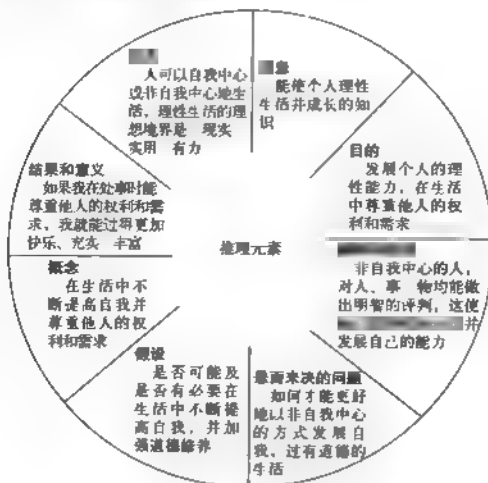 人可以自我中心
或非自我中心地生
活，理性生活的理
想境界是 现实
实用 有力
息
能使个人理性
生活并成长的知
识
目的
发展个人的理
性能力，在生活
中尊重他人的权
利和需求
非自我中心的人，
对人、事 物均能做
出明智的评判，这使
并
发展自己的能力
悬而未决的问题
如何才能更好
地以非自我中心
的方式发展自
我，过有道德的
生活
假设
是否可能及
是否有必要在
生活中不断提
高自我，并加
强道德修养
概念
在生活中不
断提高自我并
尊重他人的权
利和需求
结果和意义
如果我在处事时能
尊重他人的权利和需
求，我就能过得更加
快乐、充实 丰富
推理元素